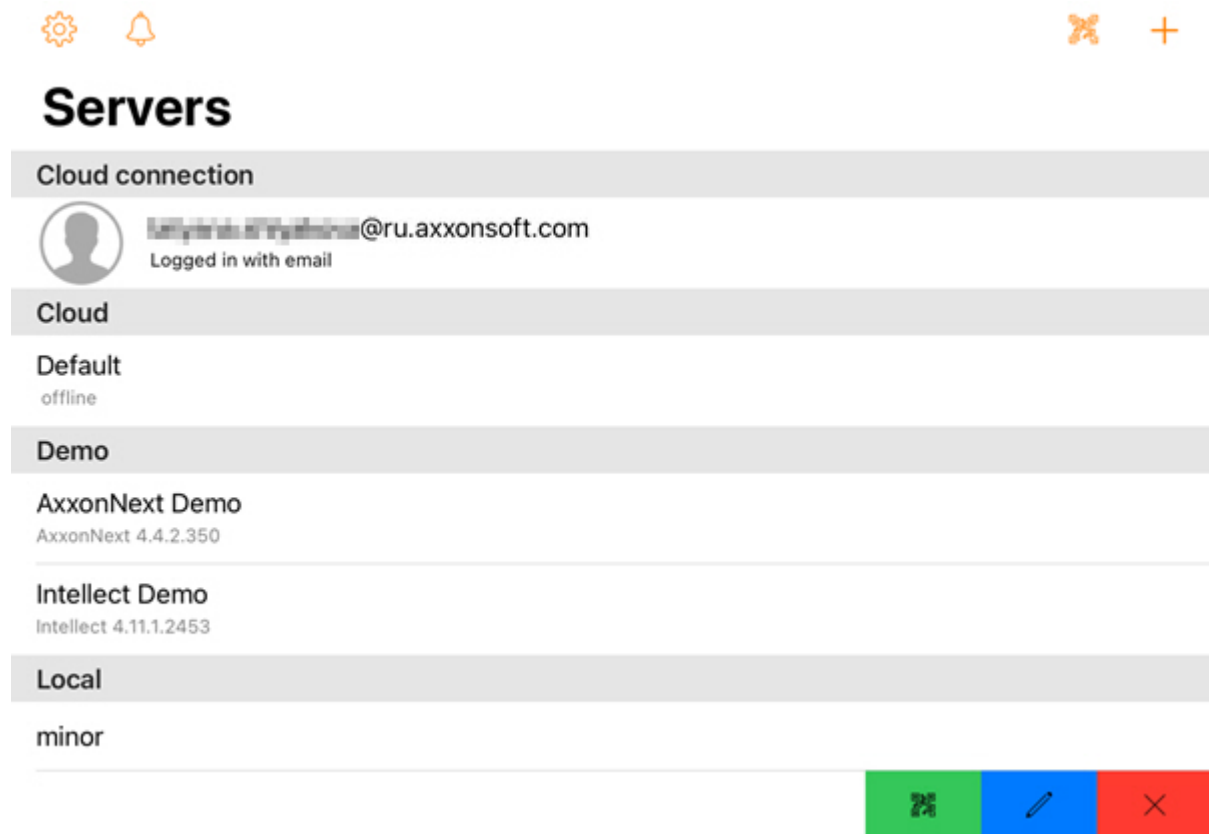 Servers
Cloud connection
@ru.axxonsoft.com
Logged in with email
Cloud
Default
offline
Demo
AxxonNext Demo
AxxonNext 4.4.2.350
Intellect Demo
Intellect 4.11.1.2453
Local
minor